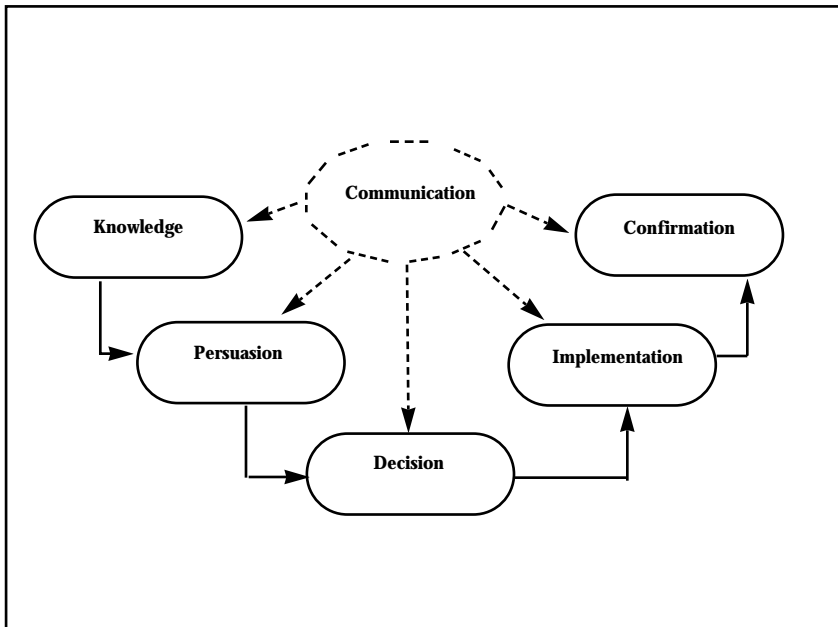 Communication
Knowledge
Confirmation
Persuasion
Implementation
Decision